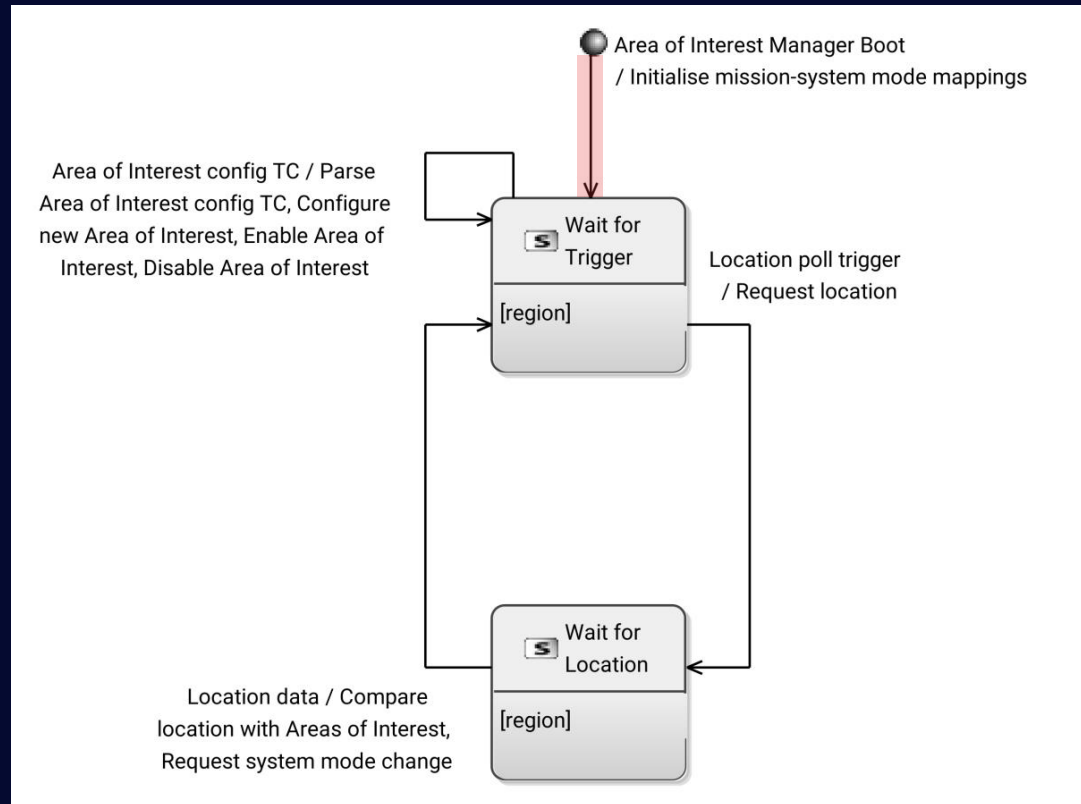 Area of Interest Manager Boot
/ Initialise mission-system mode mappings
Area of Interest config TC / Parse
Area of Interest config TC, Configure
new Area of Interest, Enable Area of
Interest, Disable Area of Interest
S
Wait for
Trigger
[region]
Location poll trigger
/ Request location
S
Wait for
Location
[region]
Location data / Compare
location with Areas of Interest,
Request system mode change